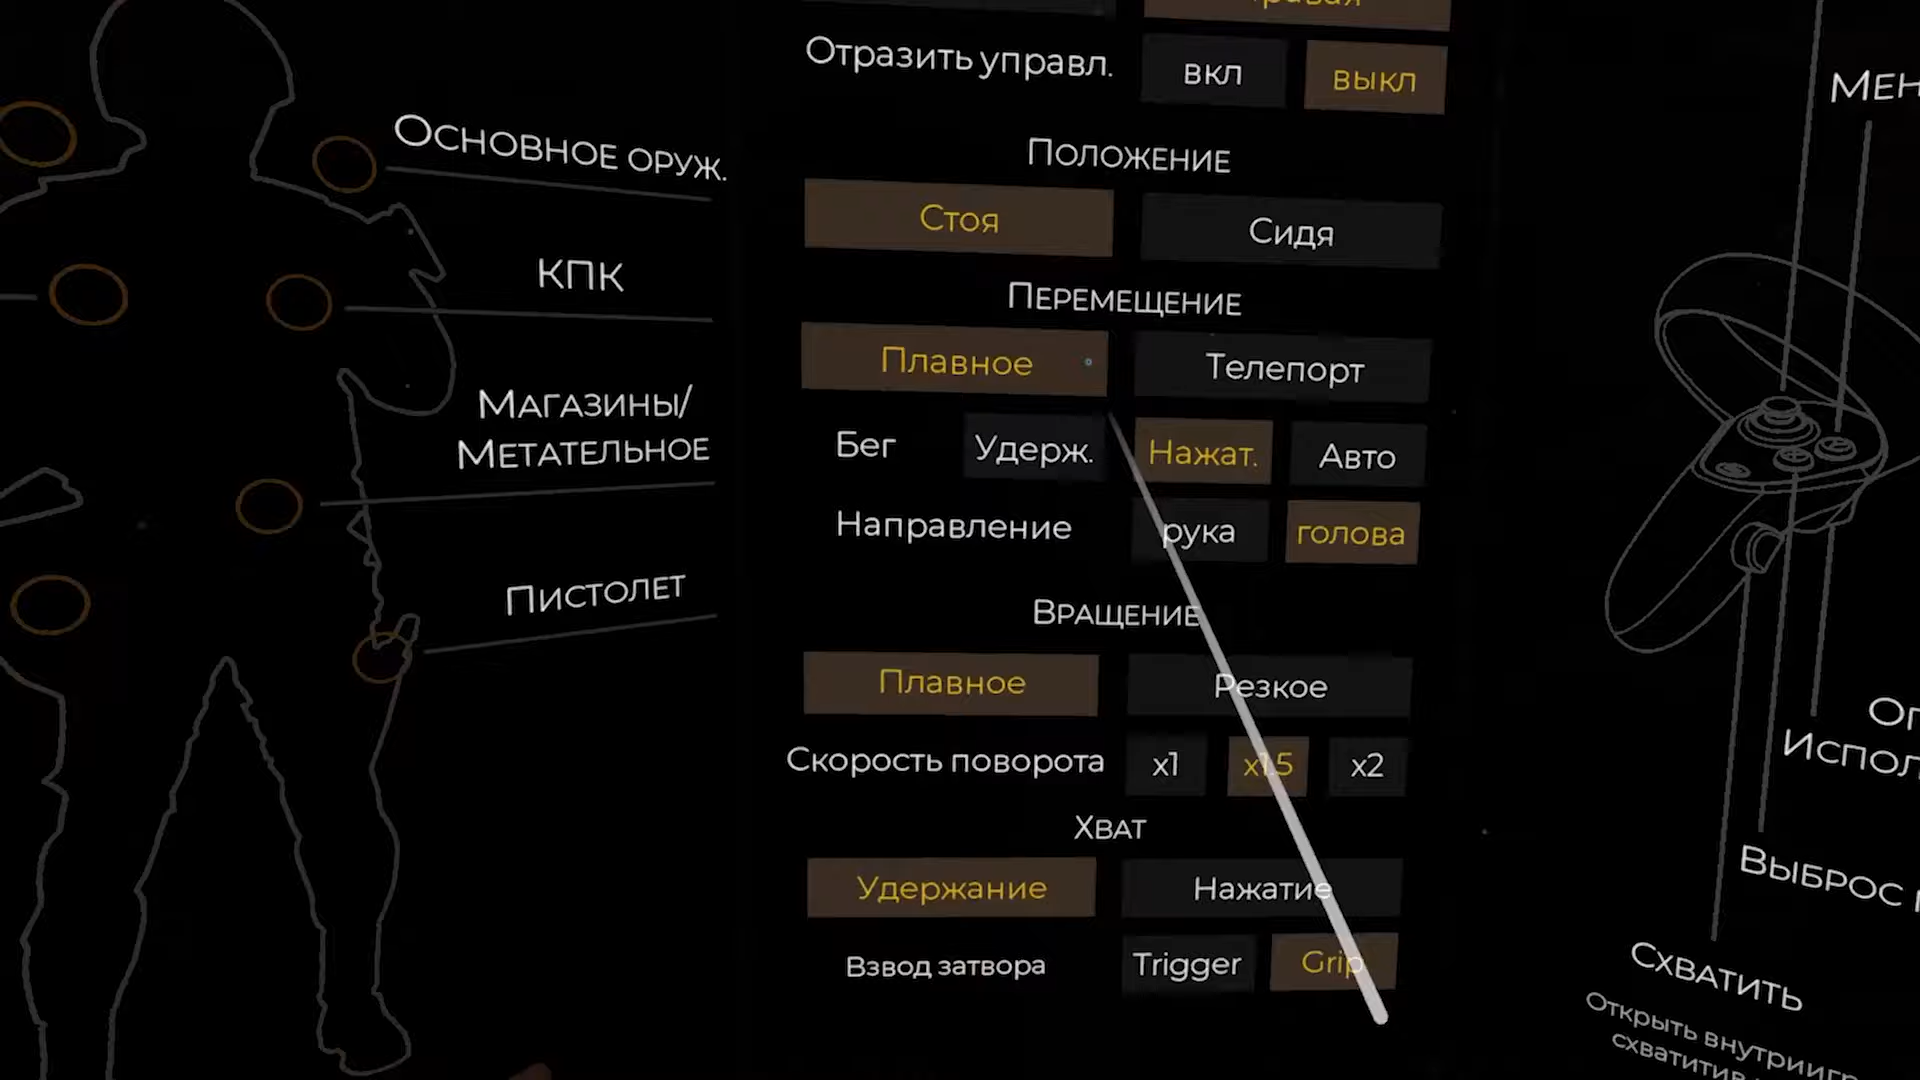 Отразить управл.
вкл
выкл
Положение
Стоя
Сидя
Перемещение
Плавное
Телепорт
Бег
Удерж.
Нажат.
Авто
Направление
рука
голова
Вращение
Плавное
Резкое
Скорость поворота
x1
x1.5
x2
Хват
Удержание
Нажатие
Взвод затвора
Trigger
Grip
Основное оруж.
КПК
Магазины/
Метательное
Пистолет
Выброс
Схватить
Открыть